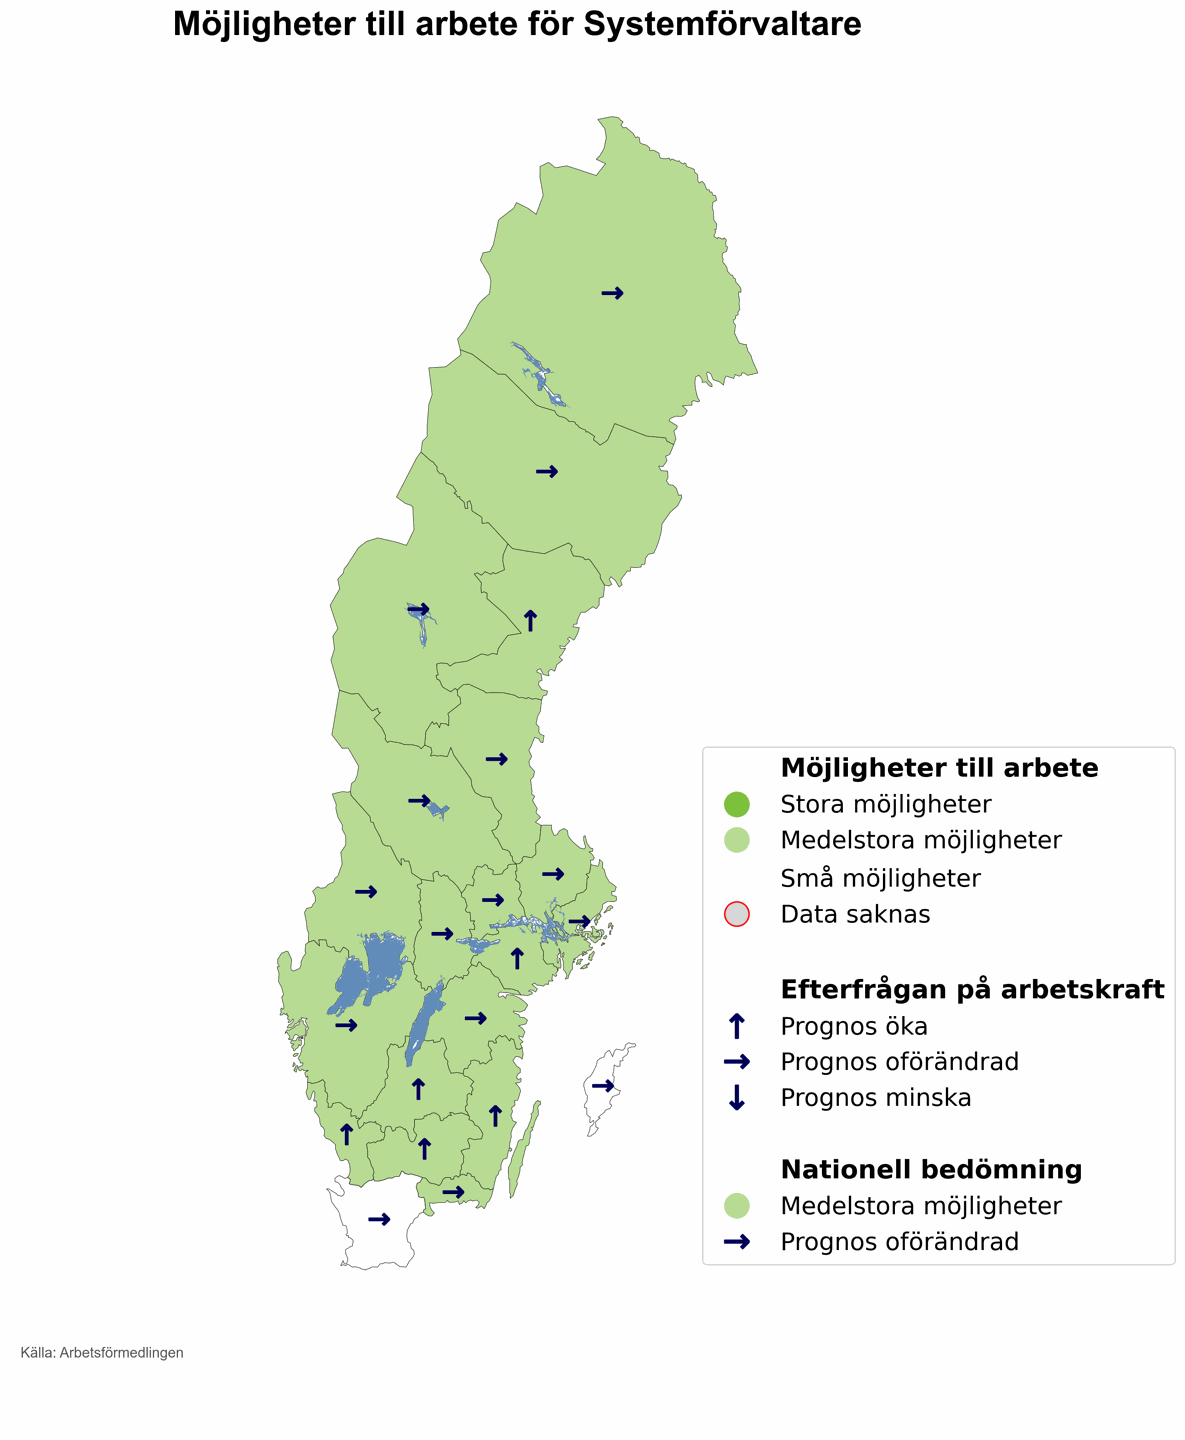 Möjligheter till arbete för Systemförvaltare
Möjligheter till arbete
Stora möjligheter
Medelstora möjligheter
Små möjligheter
Data saknas
Efterfrågan på arbetskraft
Prognos öka
Prognos oförändrad
Prognos minska
Nationell bedömning
Medelstora möjligheter
Prognos oförändrad
Källa: Arbetsförmedlingen